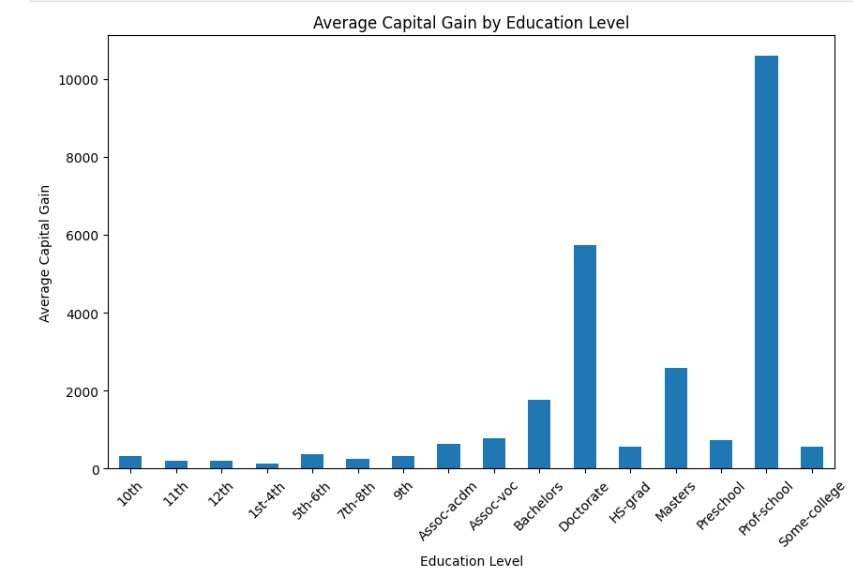 Average Capital Gain by Education Level
Average Capital Gain
10000
8000
6000
4000
2000
0
10th
11th
12th
1st-4th
5th-6th
7th-8th
9th
Assoc-acdm
Assoc-voc
Bachelors
Doctorate
HS-grad
Masters
Preschool
Prof-school
Some-college
Education Level